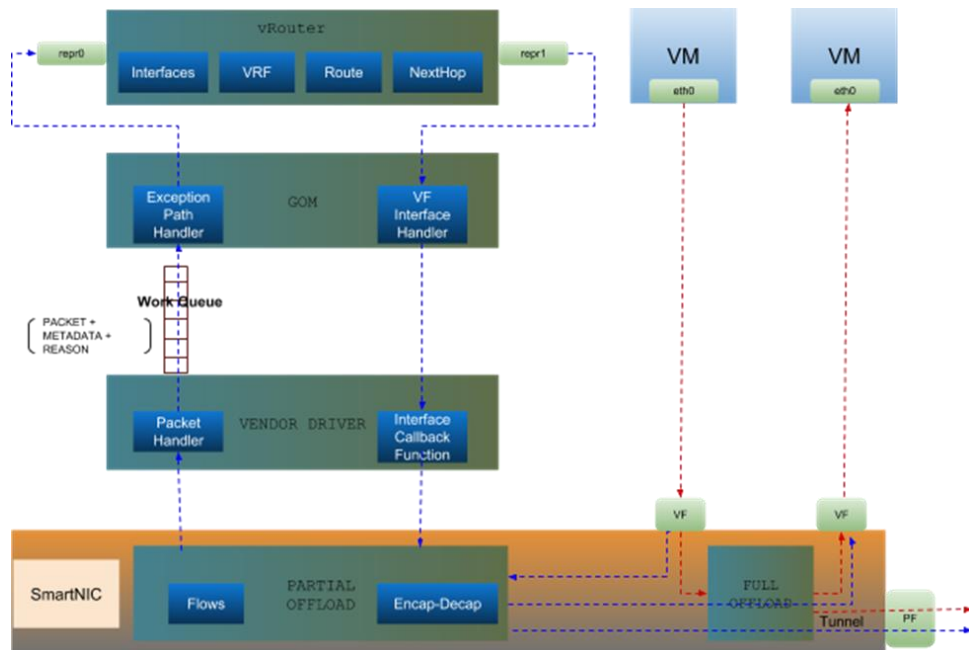 vRouter
repr0
Interfaces
VRF
Route
NextHop
repr1
VM
eth0
VM
eth0
Exception
Path
Handler
GOM
VF
Interface
Handler
Work Queue
PACKET +
METADATA +
REASON
Packet
Handler
VENDOR DRIVER
Interface
Callback
Function
VF
VF
SmartNIC
Flows
PARTIAL
OFFLOAD
Encap-Decap
FULL
OFFLOAD
Tunnel
PF